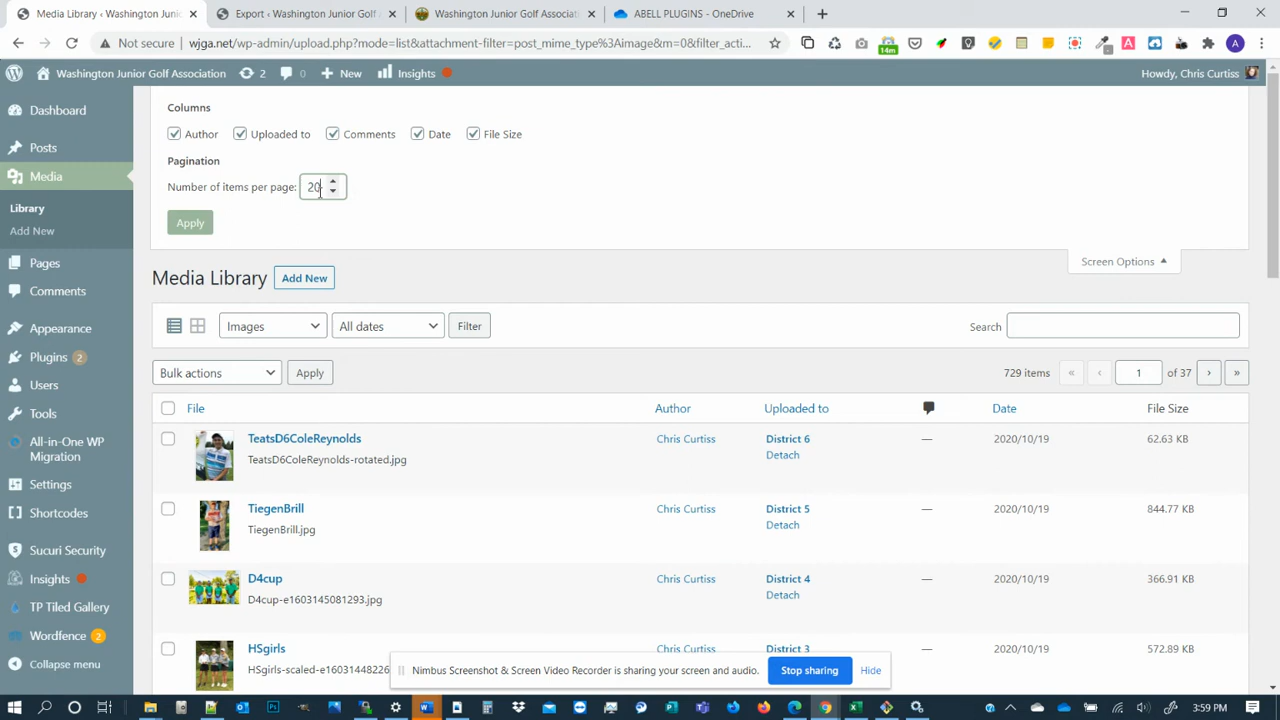 Media Library ‹ Washington Juni
Export ‹ Washington Junior Golf A
Washington Junior Golf Associati
ABELL PLUGINS - OneDrive
Not secure wjga.net/wp-admin/upload.php?mode=list&attachment-filter=post_mime_type%3Aimage&m=0&filter_acti...
14m
A
A
Washington Junior Golf Association
2
0
New
Insights
Howdy, Chris Curtiss
Dashboard
Posts
Media
Library
Add New
Pages
Comments
Appearance
Plugins 2
Users
Tools
All-in-One WP
Migration
Settings
Shortcodes
Sucuri Security
Insights
TP Tiled Gallery
Wordfence 2
Collapse menu
Columns
Author Uploaded to Comments Date File Size
Pagination
Number of items per page: 20
Apply
Screen Options
Media Library Add New
Images All dates Filter Search
Bulk actions Apply 729 items « ‹ 1 of 37 › »
File Author Uploaded to Date File Size
TeatsD6ColeReynolds Chris Curtiss District 6 — 2020/10/19 62.63 KB
TeatsD6ColeReynolds-rotated.jpg Detach
TiegenBrill Chris Curtiss District 5 — 2020/10/19 844.77 KB
TiegenBrill.jpg Detach
D4cup Chris Curtiss District 4 — 2020/10/19 366.91 KB
D4cup-e1603145081293.jpg Detach
HSgirls Chris Curtiss District 3 — 2020/10/19 572.89 KB
HSgirls-scaled-e16031448226
Nimbus Screenshot & Screen Video Recorder is sharing your screen and audio. Stop sharing Hide
3:59 PM